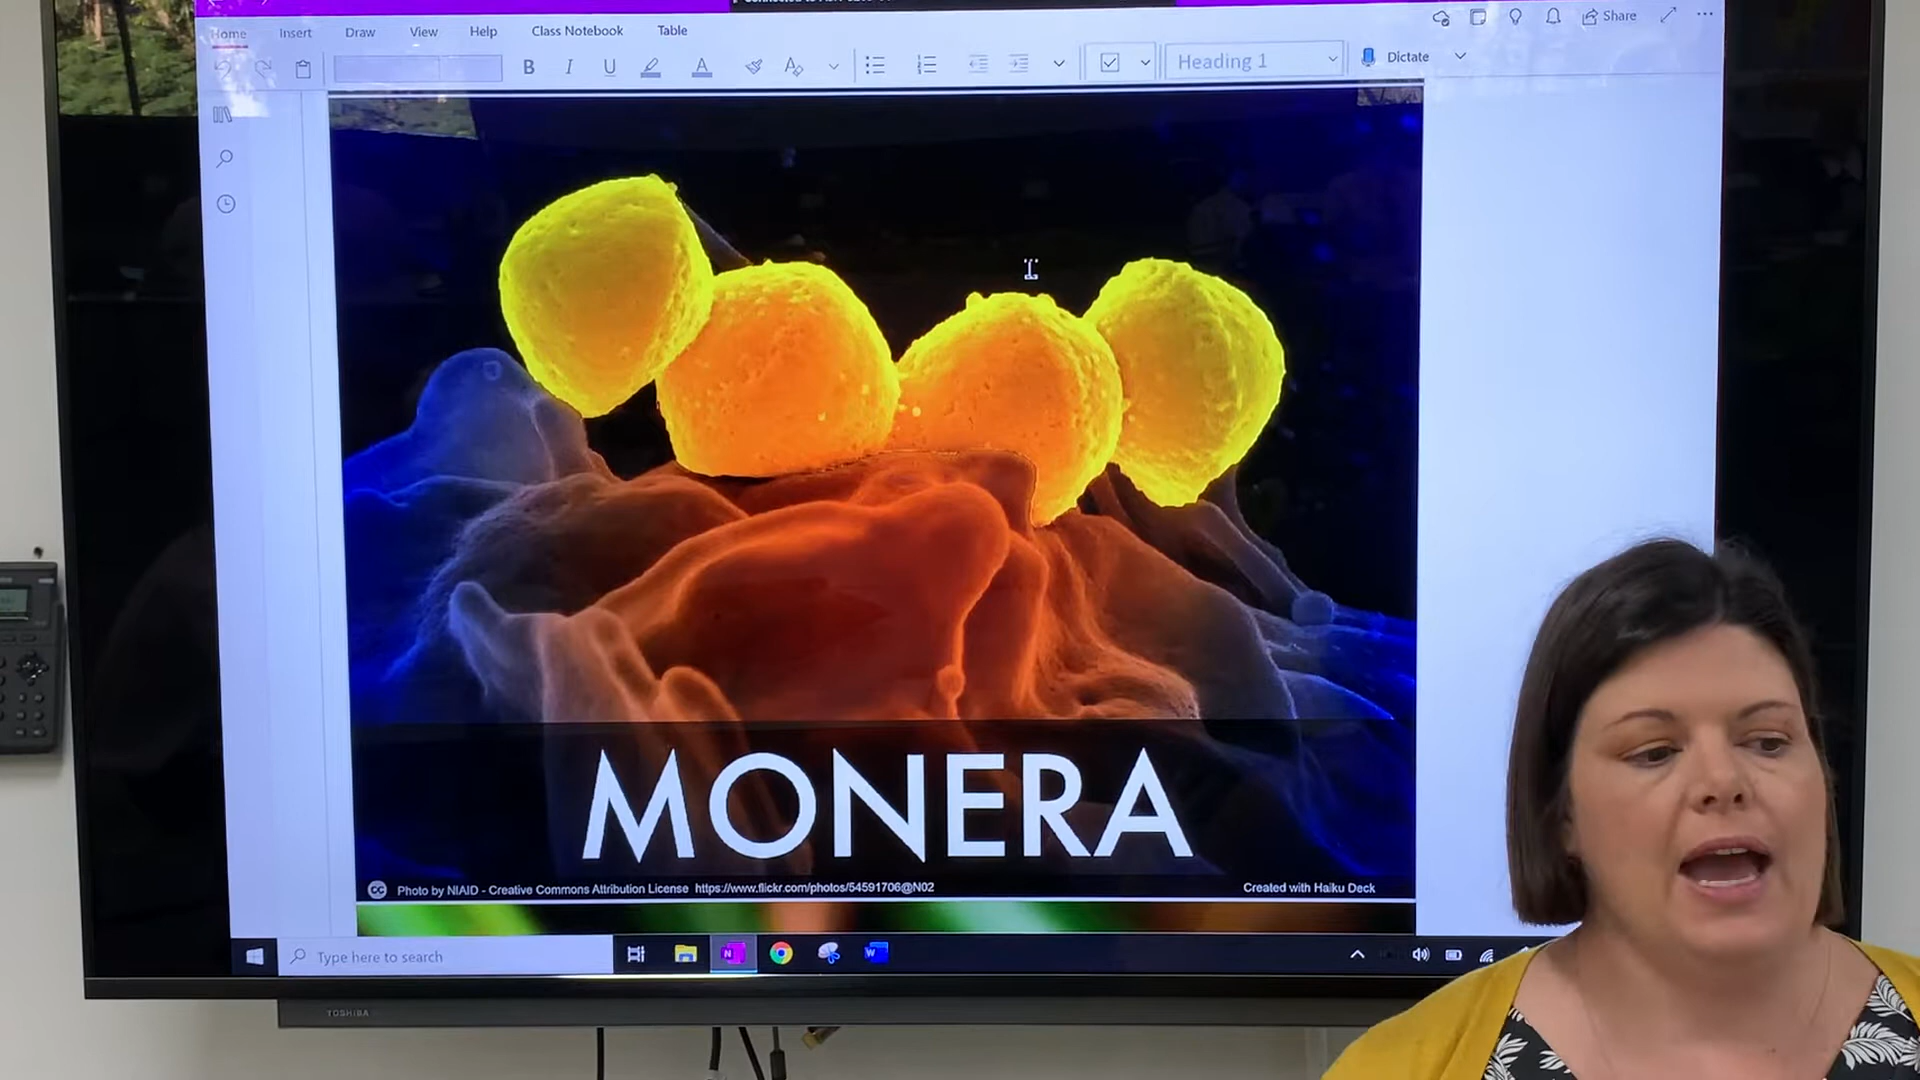 Home Insert Draw View Help Class Notebook Table
Share
B I U A Heading 1 Dictate
MONERA
cc Photo by NIAID - Creative Commons Attribution License https://www.flickr.com/photos/54591706@N02 Created with Haiku Deck
Type here to search N W
TOSHIBA